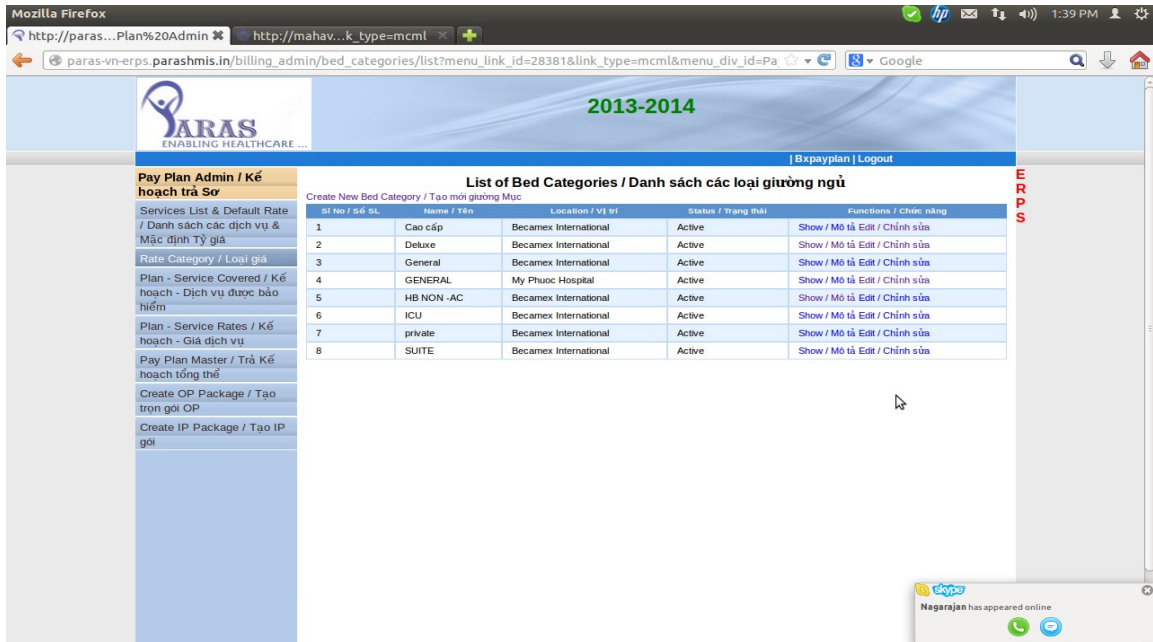 Mozilla Firefox
1:39 PM
http://paras...Plan%20Admin
http://mahav...k_type=mcml
paras-vn-erps.parashmis.in/billing_admin/bed_categories/list?menu_link_id=28381&link_type=mcml&menu_div_id=Pa
Google
PARAS
ENABLING HEALTHCARE ...
2013-2014
| Bxpayplan | Logout
E
R
P
S
Pay Plan Admin / Kế
hoạch trả Sơ
Services List & Default Rate
/ Danh sách các dịch vụ &
Mặc định Tỷ giá
Rate Category / Loại giá
Plan - Service Covered / Kế
hoạch - Dịch vụ được bảo
hiểm
Plan - Service Rates / Kế
hoạch - Giá dịch vụ
Pay Plan Master / Trả Kế
hoạch tổng thể
Create OP Package / Tạo
trọn gói OP
Create IP Package / Tạo IP
gói
List of Bed Categories / Danh sách các loại giường ngủ
Create New Bed Category / Tạo mới giường Mục
Sl No / Số SL Name / Tên Location / Vị trí Status / Trạng thái Functions / Chức năng
1 Cao cấp Becamex International Active Show / Mô tả Edit / Chỉnh sửa
2 Deluxe Becamex International Active Show / Mô tả Edit / Chỉnh sửa
3 General Becamex International Active Show / Mô tả Edit / Chỉnh sửa
4 GENERAL My Phuoc Hospital Active Show / Mô tả Edit / Chỉnh sửa
5 HB NON -AC Becamex International Active Show / Mô tả Edit / Chỉnh sửa
6 ICU Becamex International Active Show / Mô tả Edit / Chỉnh sửa
7 private Becamex International Active Show / Mô tả Edit / Chỉnh sửa
8 SUITE Becamex International Active Show / Mô tả Edit / Chỉnh sửa
skype
Nagarajan has appeared online